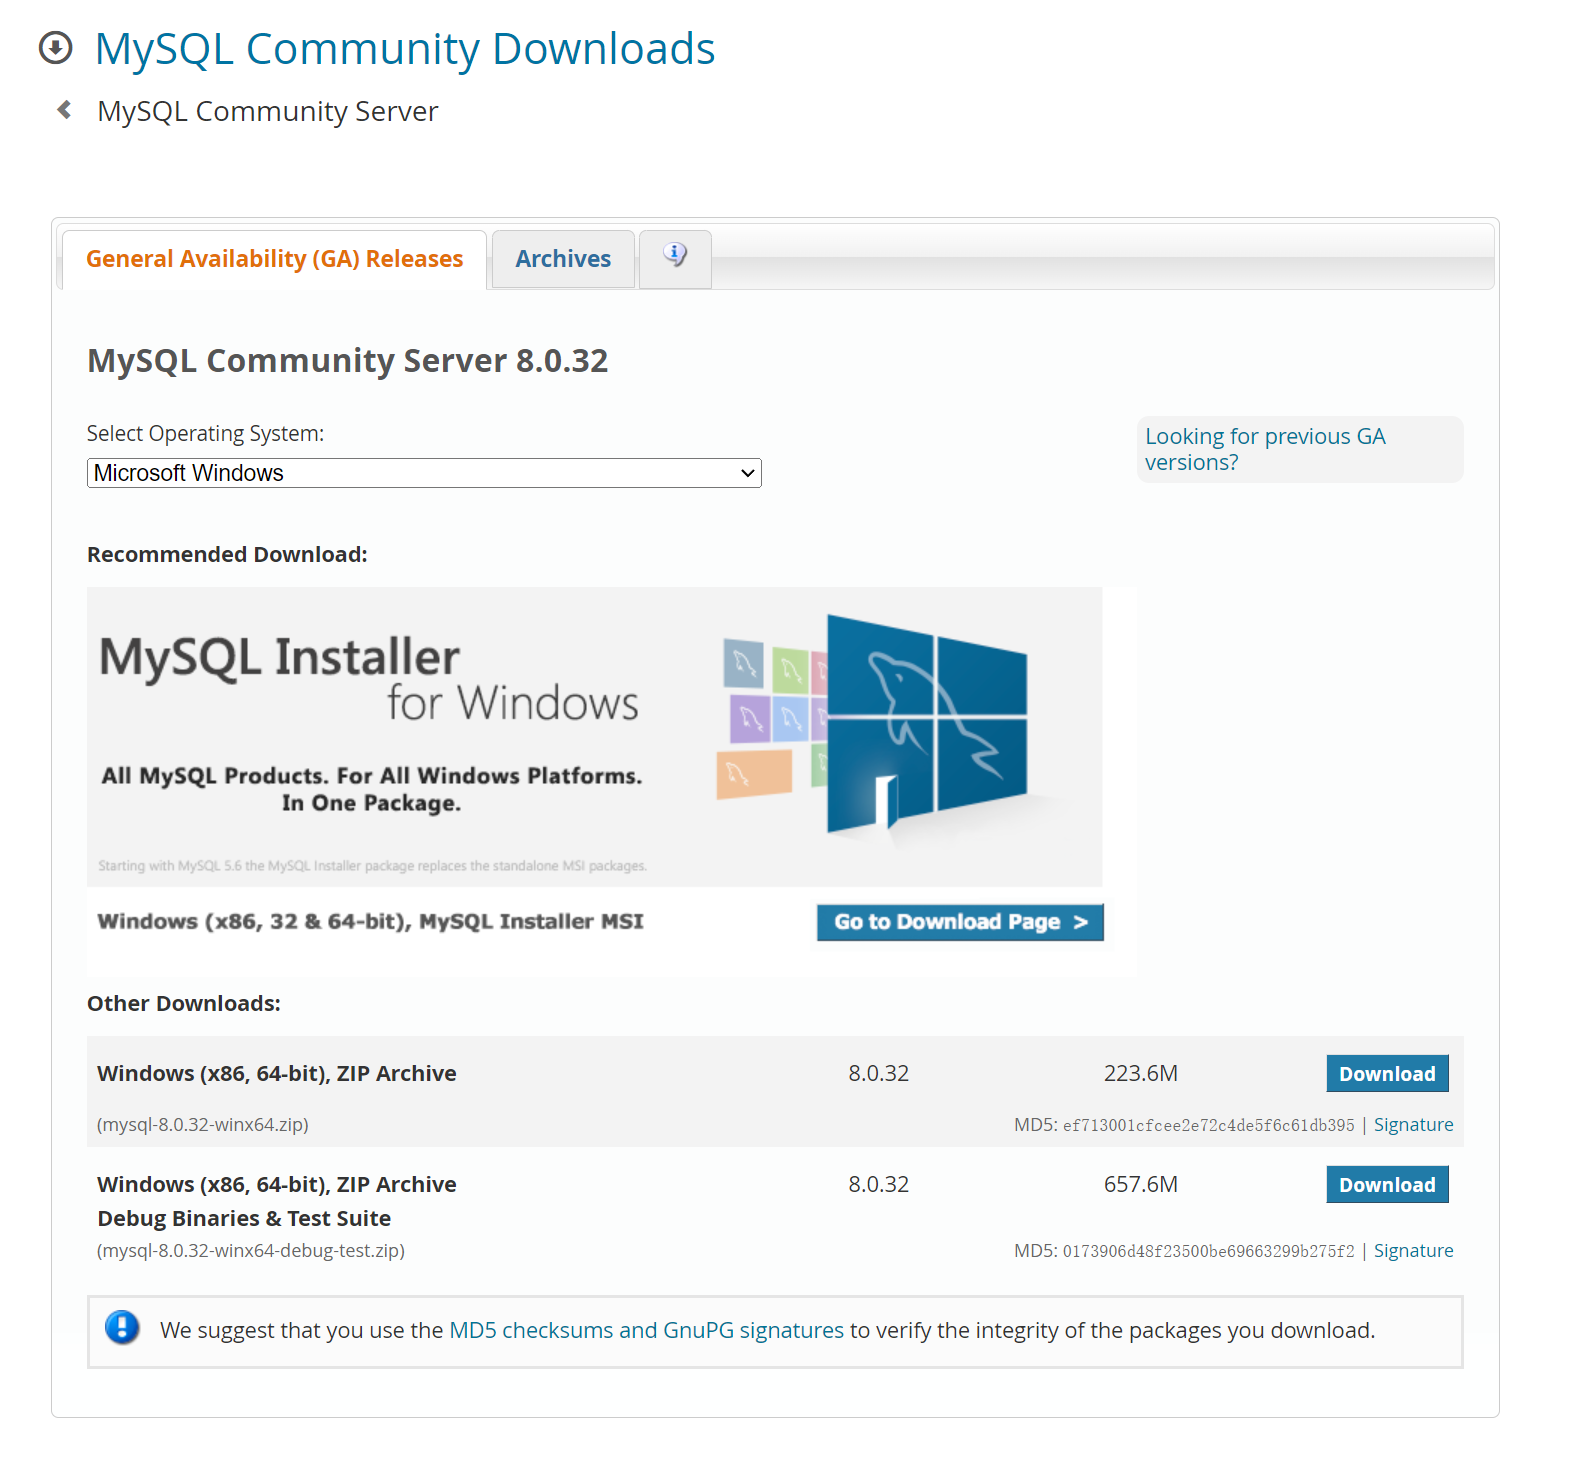 MySQL Community Downloads
MySQL Community Server
General Availability (GA) Releases
Archives
MySQL Community Server 8.0.32
Select Operating System:
Microsoft Windows
Looking for previous GA
versions?
Recommended Download:
MySQL Installer
for Windows
All MySQL Products. For All Windows Platforms.
In One Package.
Starting with MySQL 5.6 the MySQL Installer package replaces the standalone MSI packages.
Windows (x86, 32 & 64-bit), MySQL Installer MSI
Go to Download Page >
Other Downloads:
Windows (x86, 64-bit), ZIP Archive 8.0.32 223.6M Download
(mysql-8.0.32-winx64.zip) MD5: ef713001cfcee2e72c4de5f6c61db395 | Signature
Windows (x86, 64-bit), ZIP Archive 8.0.32 657.6M Download
Debug Binaries & Test Suite
(mysql-8.0.32-winx64-debug-test.zip) MD5: 0173906d48f23500be69663299b275f2 | Signature
We suggest that you use the MD5 checksums and GnuPG signatures to verify the integrity of the packages you download.